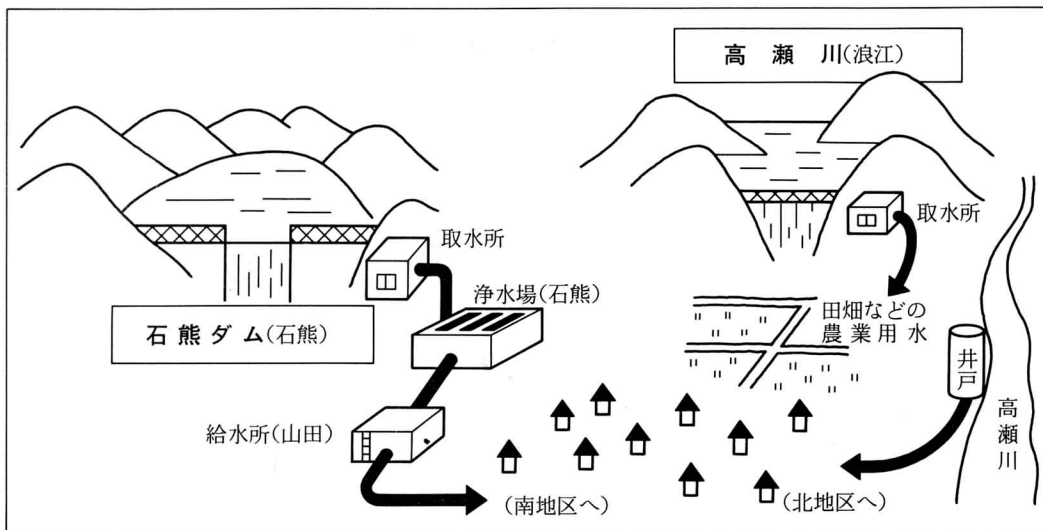 高瀬川(浪江)
取水所
取水所
浄水場(石熊)
石熊ダム(石熊)
田畑などの
農業用水
井戸
高瀬川
給水所(山田)
(南地区へ)
(北地区へ)